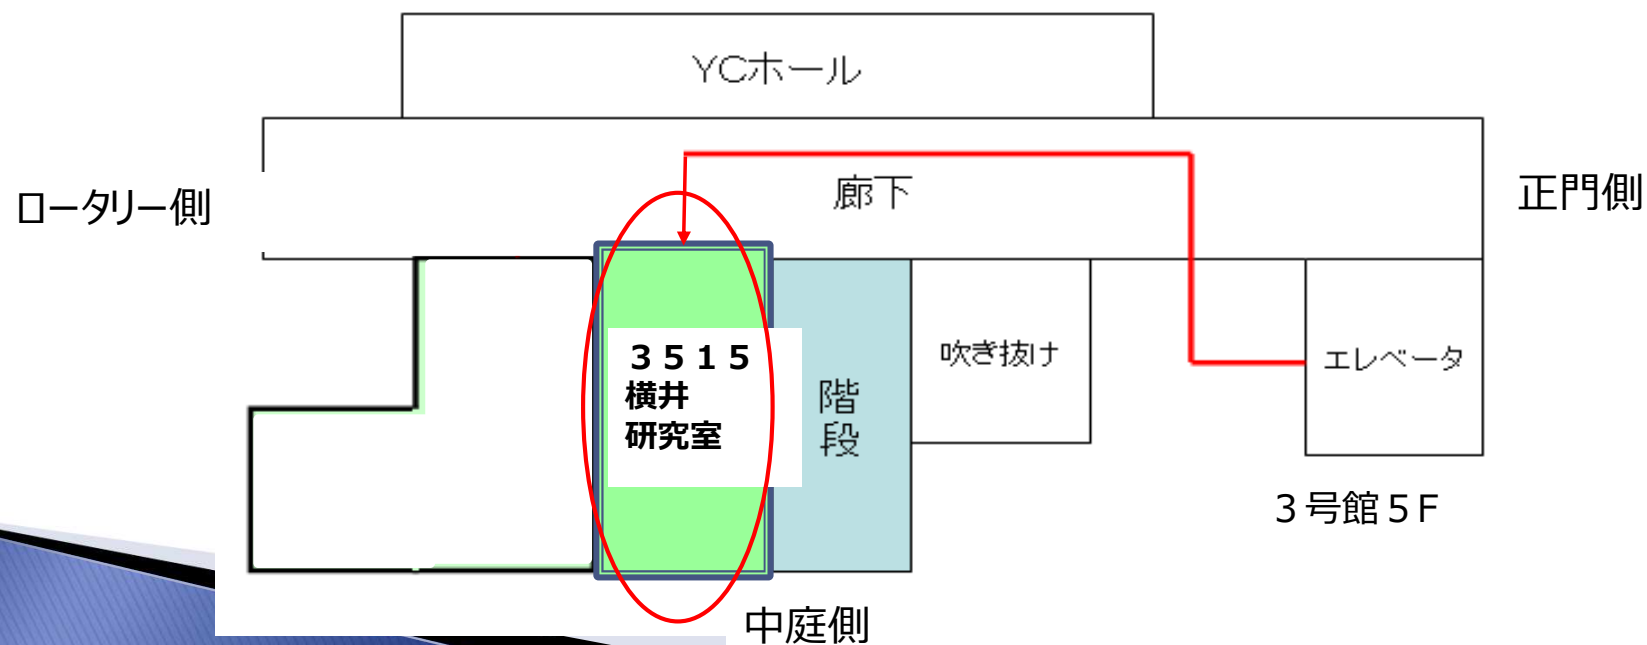 YCホール
ロータリー側
廊下
正門側
３５１５
横井
研究室
階段
吹き抜け
エレベータ
３号館５F
中庭側